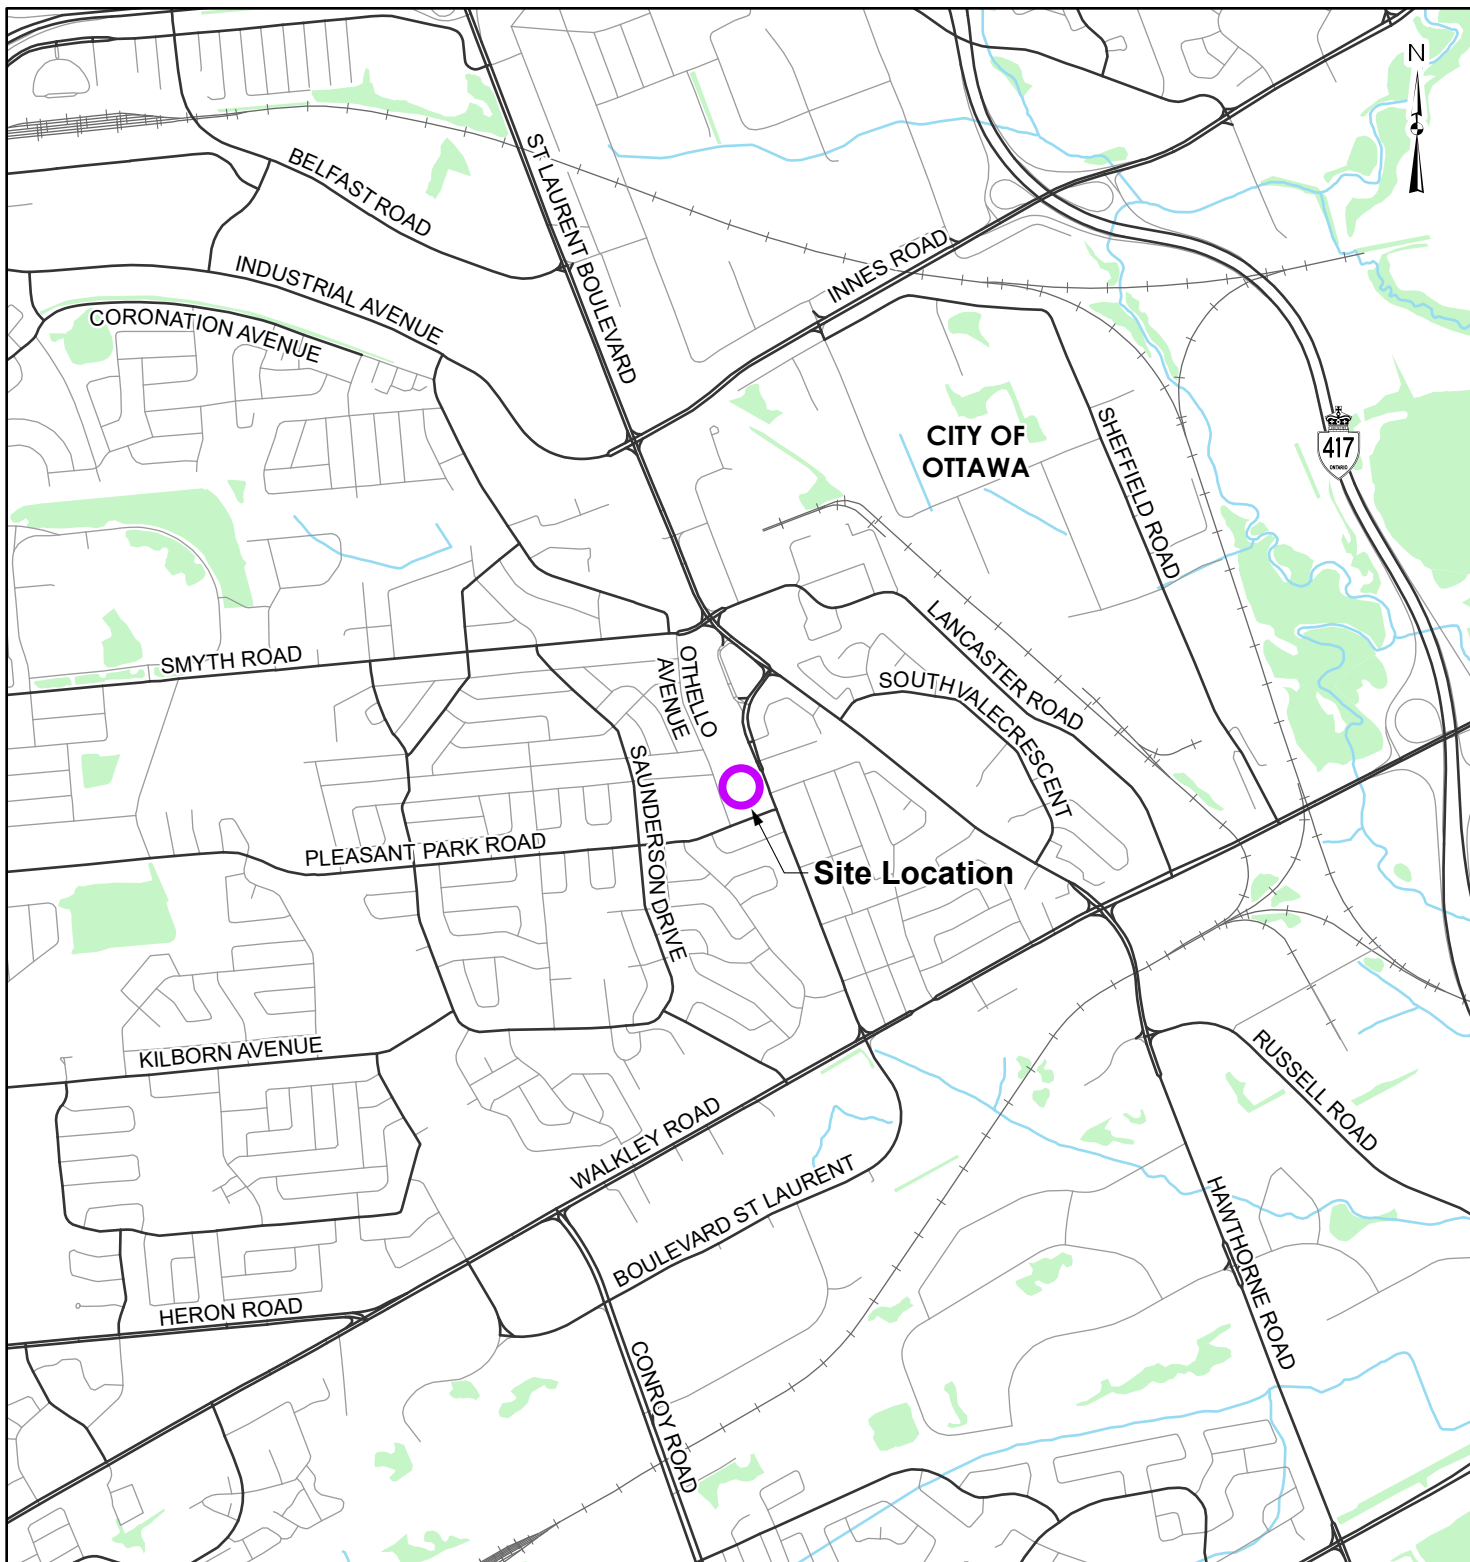 N
BELFAST ROAD
ST LAURENT BOULEVARD
INDUSTRIAL AVENUE
INNES ROAD
CORONATION AVENUE
CITY OF
OTTAWA
SHEFFIELD ROAD
417
ONTARIO
LANCASTER ROAD
SMYTH ROAD
OTHELLO
AVENUE
SOUTHVALE CRESCENT
SAUNDERSON DRIVE
PLEASANT PARK ROAD
Site Location
KILBORN AVENUE
RUSSELL ROAD
WALKLEY ROAD
BOULEVARD ST LAURENT
HAWTHORNE ROAD
HERON ROAD
CONROY ROAD